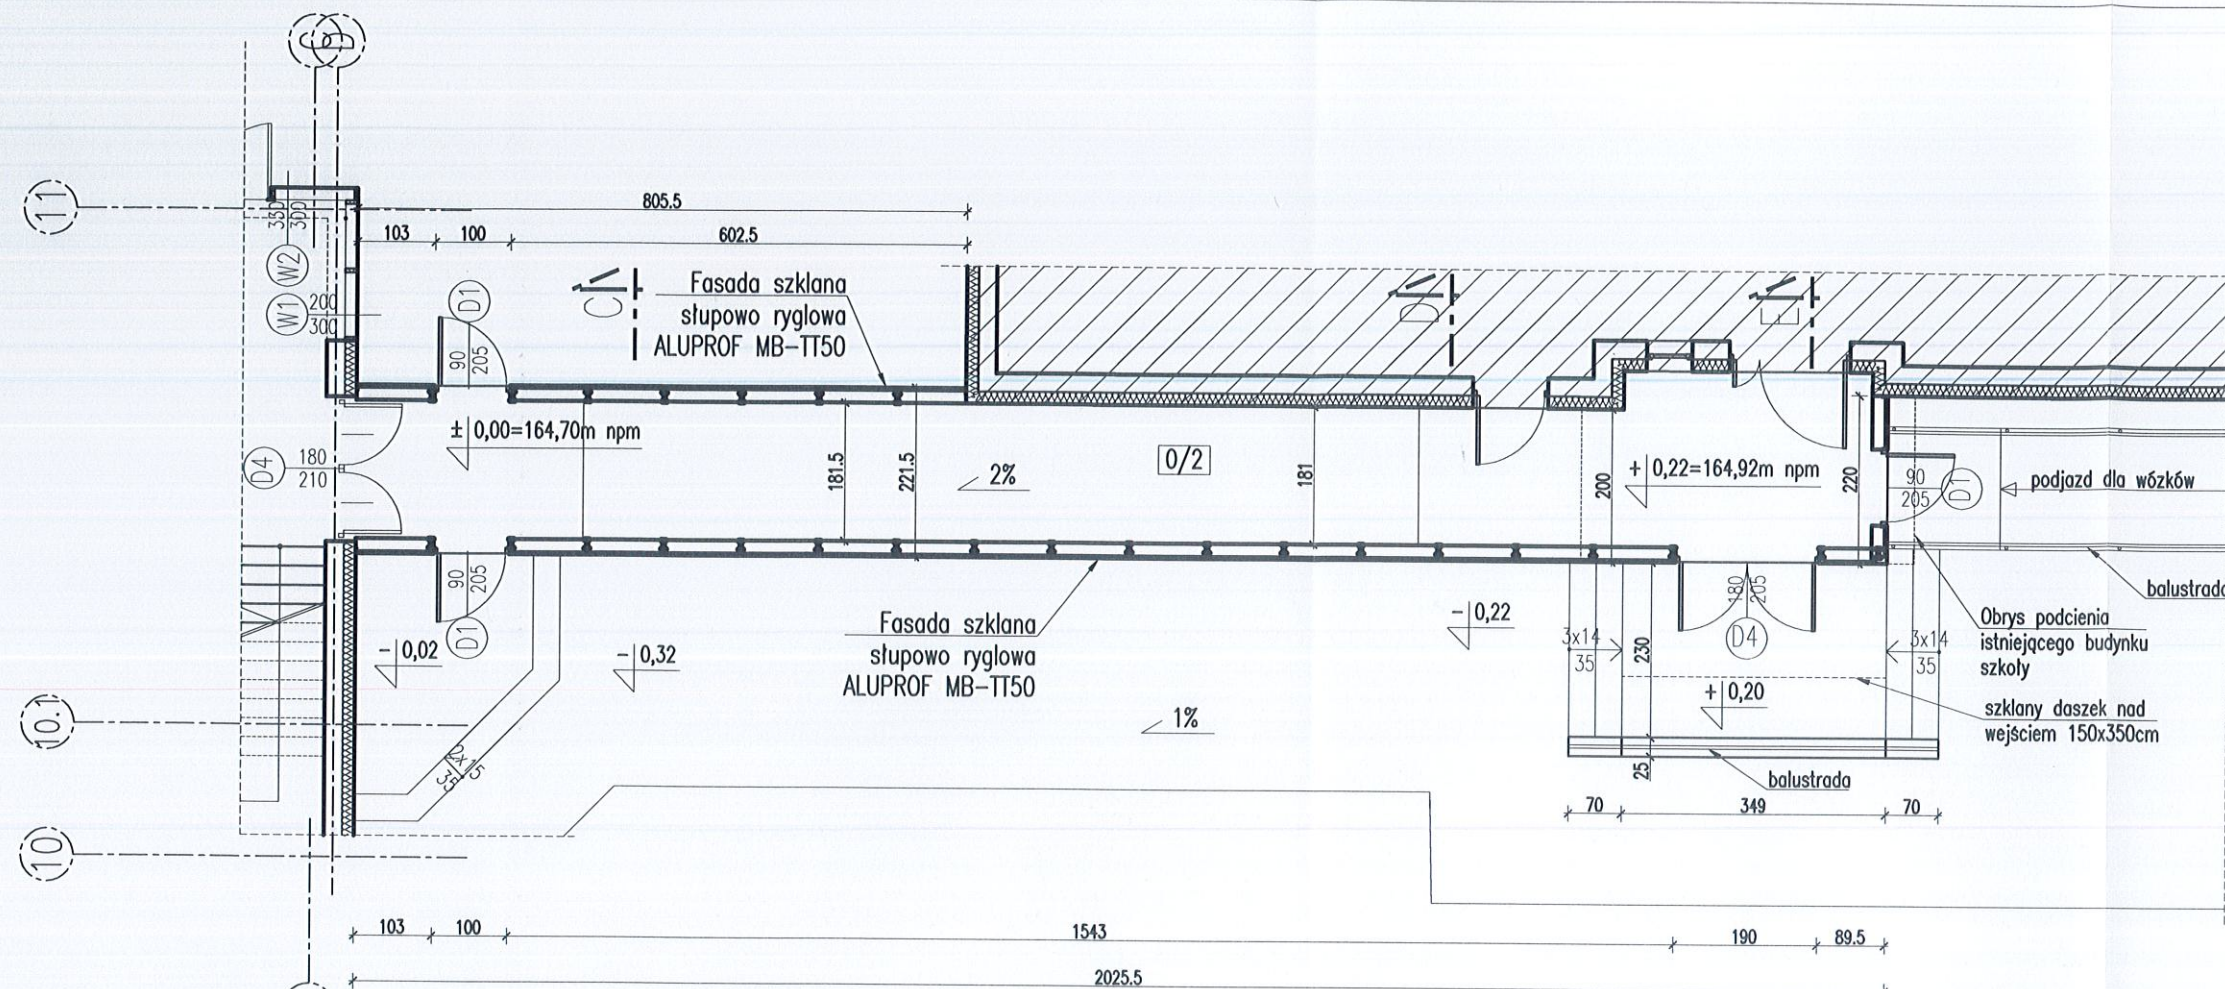 11
805.5
103
100
602.5
330
300
W2
W1
200
300
D1
90
205
C1
Fasada szklana
słupowo ryglowa
ALUPROF MB-TT50
D1
E1
± 0,00=164,70m npm
D4
180
210
181.5
221.5
2%
0/2
181
200
+ 0,22=164,92m npm
220
90
205
D1
podjazd dla wózków
balustrada
90
205
D1
- 0,02
- 0,32
Fasada szklana
słupowo ryglowa
ALUPROF MB-TT50
- 0,22
3x14
35
230
180
205
D4
3x14
35
Obrys podcienia
istniejącego budynku
szkoły
+ 0,20
szklany daszek nad
wejściem 150x350cm
10.1
1%
2x15
35
25
balustrada
70
349
70
10
103
100
1543
190
89.5
2025.5